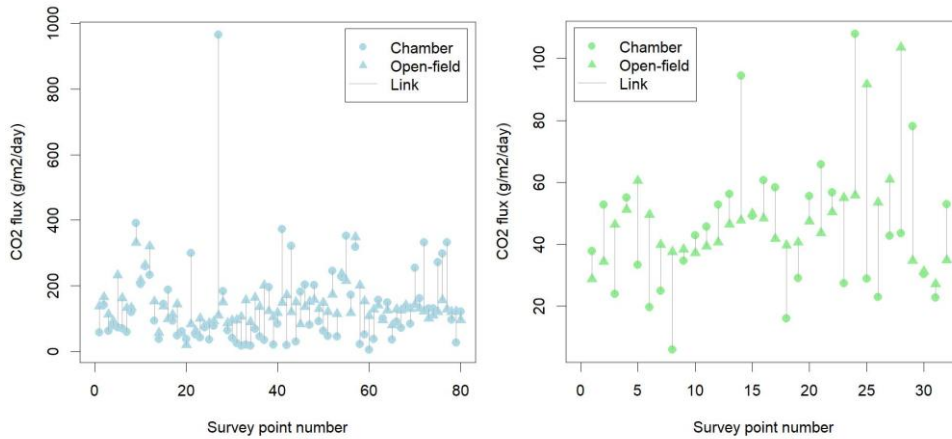 1000
800
600
400
200
0
CO2 flux (g/m2/day)
Chamber
Open-field
Link
0 20 40 60 80
Survey point number
100
80
60
40
20
CO2 flux (g/m2/day)
Chamber
Open-field
Link
0 5 10 15 20 25 30
Survey point number